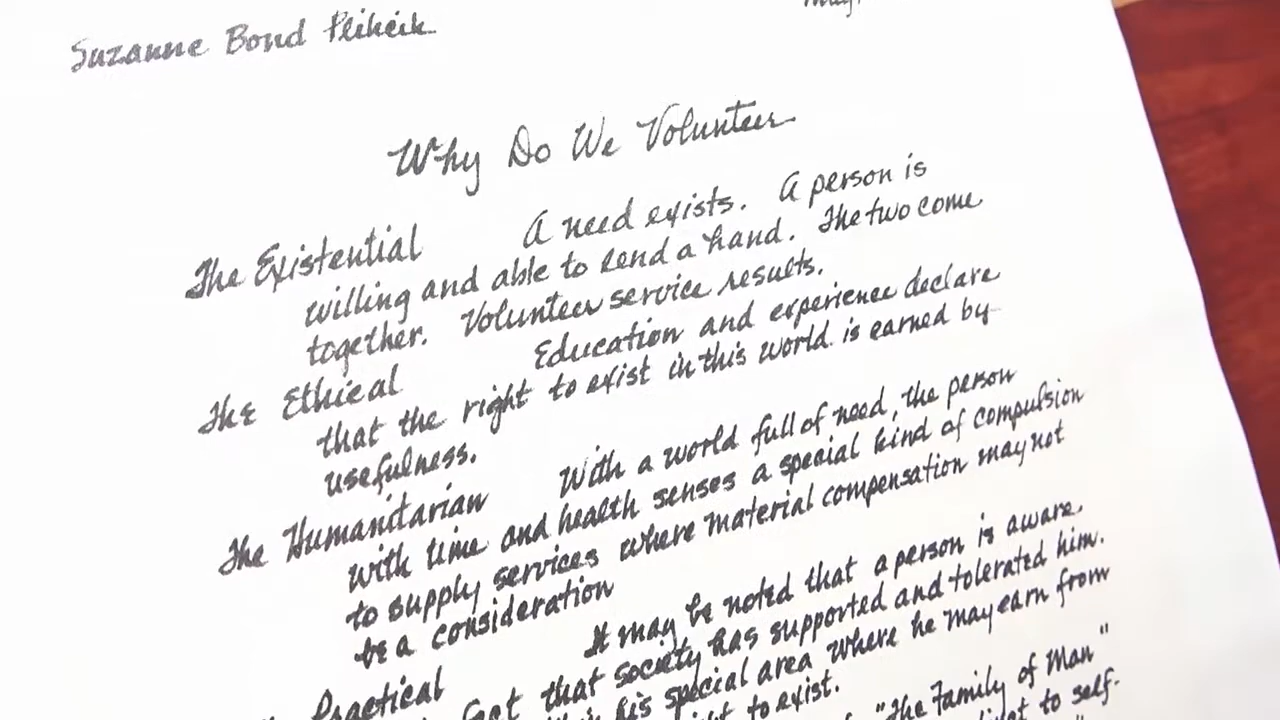 Suzanne Bond
Why Do We Volunteer
The Existential A need exists. A person is
willing and able to lend a hand. The two come
together. Volunteer service results.
The Ethical Education and experience declare
that the right to exist in this world is earned by
usefulness.
The Humanitarian With a world full of need, the person
with time and health senses a special kind of compulsion
to supply services where material compensation may not
be a consideration
Practical It may be noted that a person is aware
fact that society has supported and tolerated him.
his special area where he may earn from
to exist.
"The Family of Man"
to self.